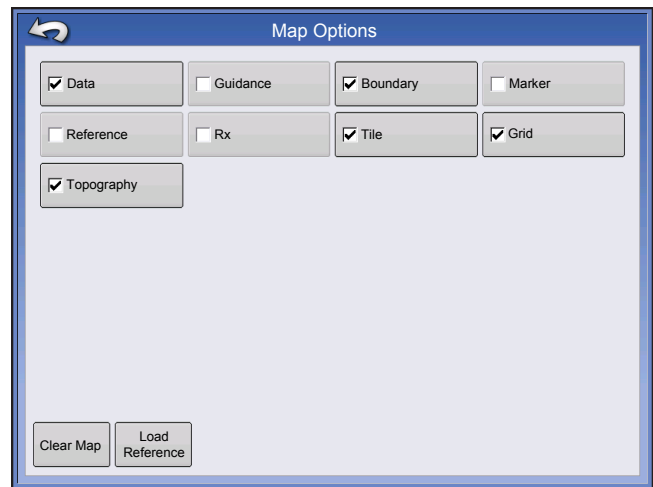 Map Options
Data
Guidance
Boundary
Marker
Reference
Rx
Tile
Grid
Topography
Clear Map
Load
Reference